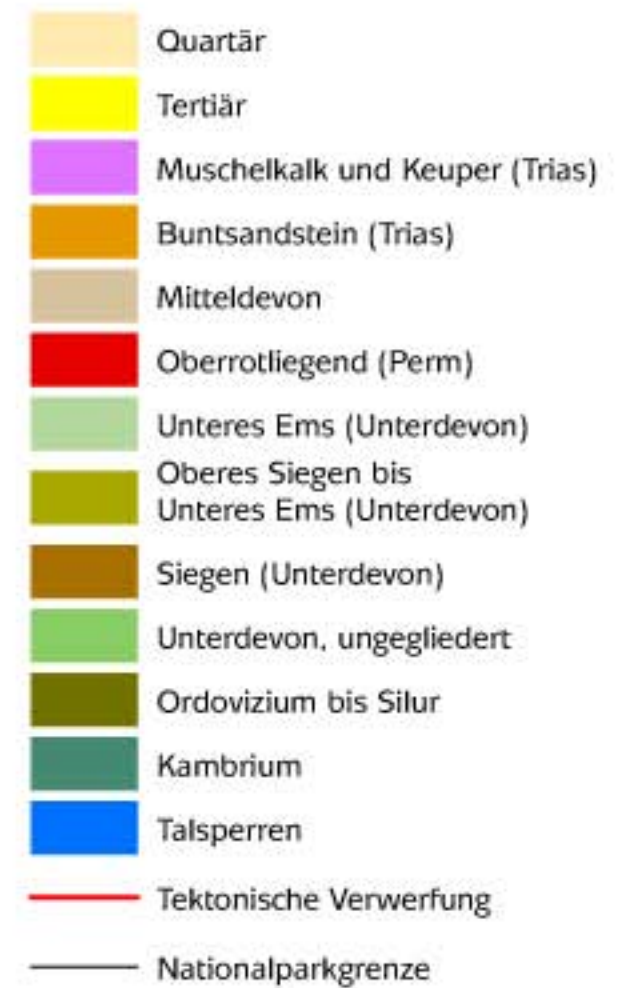 Quartär
Tertiär
Muschelkalk und Keuper (Trias)
Buntsandstein (Trias)
Mitteldevon
Oberrotliegend (Perm)
Unteres Ems (Unterdevon)
Oberes Siegen bis
Unteres Ems (Unterdevon)
Siegen (Unterdevon)
Unterdevon, ungegliedert
Ordovizium bis Silur
Kambrium
Talsperren
Tektonische Verwerfung
Nationalparkgrenze